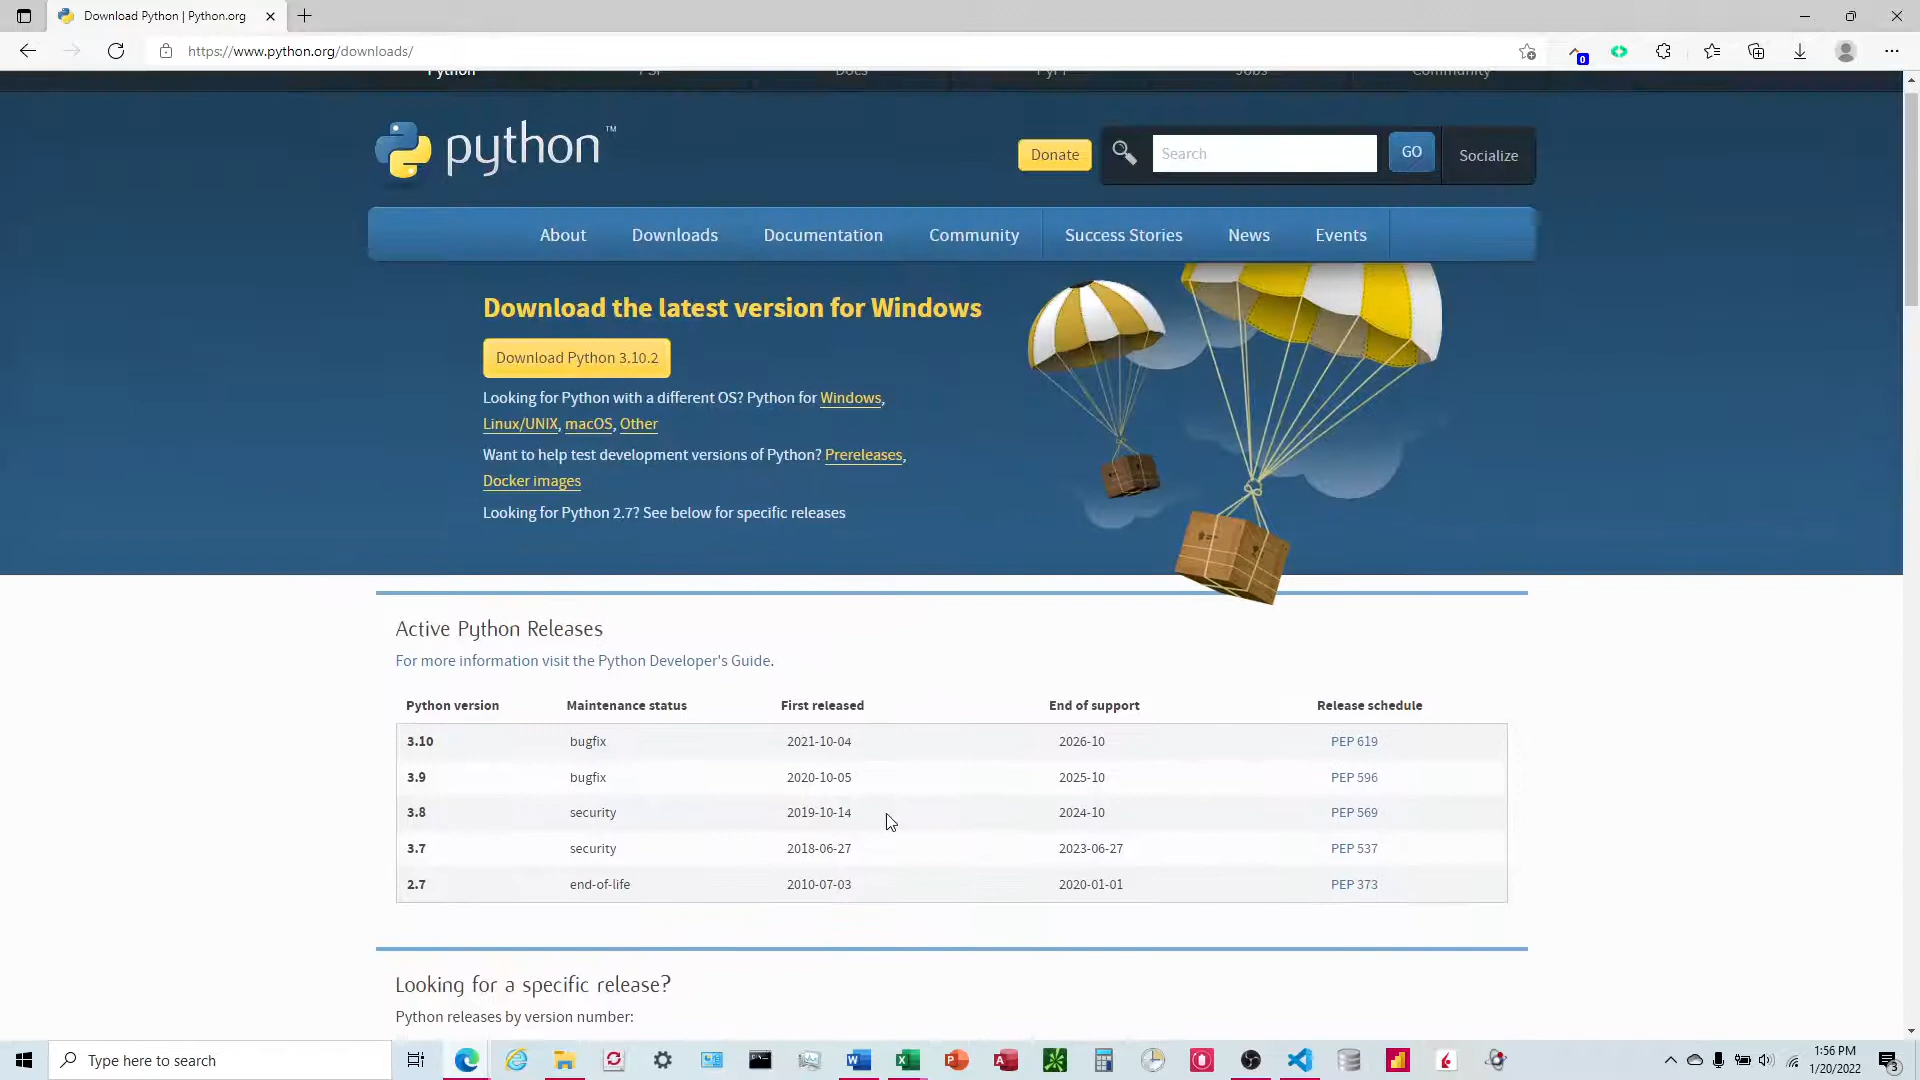 Download Python | Python.org
https://www.python.org/downloads/
0
Python PSF Docs PyPI Jobs Community
python™
Donate
Search
GO
Socialize
About Downloads Documentation Community Success Stories News Events
Download the latest version for Windows
Download Python 3.10.2
Looking for Python with a different OS? Python for Windows,
Linux/UNIX, macOS, Other
Want to help test development versions of Python? Prereleases,
Docker images
Looking for Python 2.7? See below for specific releases
Active Python Releases
For more information visit the Python Developer's Guide.
Python version Maintenance status First released End of support Release schedule
3.10 bugfix 2021-10-04 2026-10 PEP 619
3.9 bugfix 2020-10-05 2025-10 PEP 596
3.8 security 2019-10-14 2024-10 PEP 569
3.7 security 2018-06-27 2023-06-27 PEP 537
2.7 end-of-life 2010-07-03 2020-01-01 PEP 373
Looking for a specific release?
Python releases by version number:
Type here to search
1:56 PM
1/20/2022
3